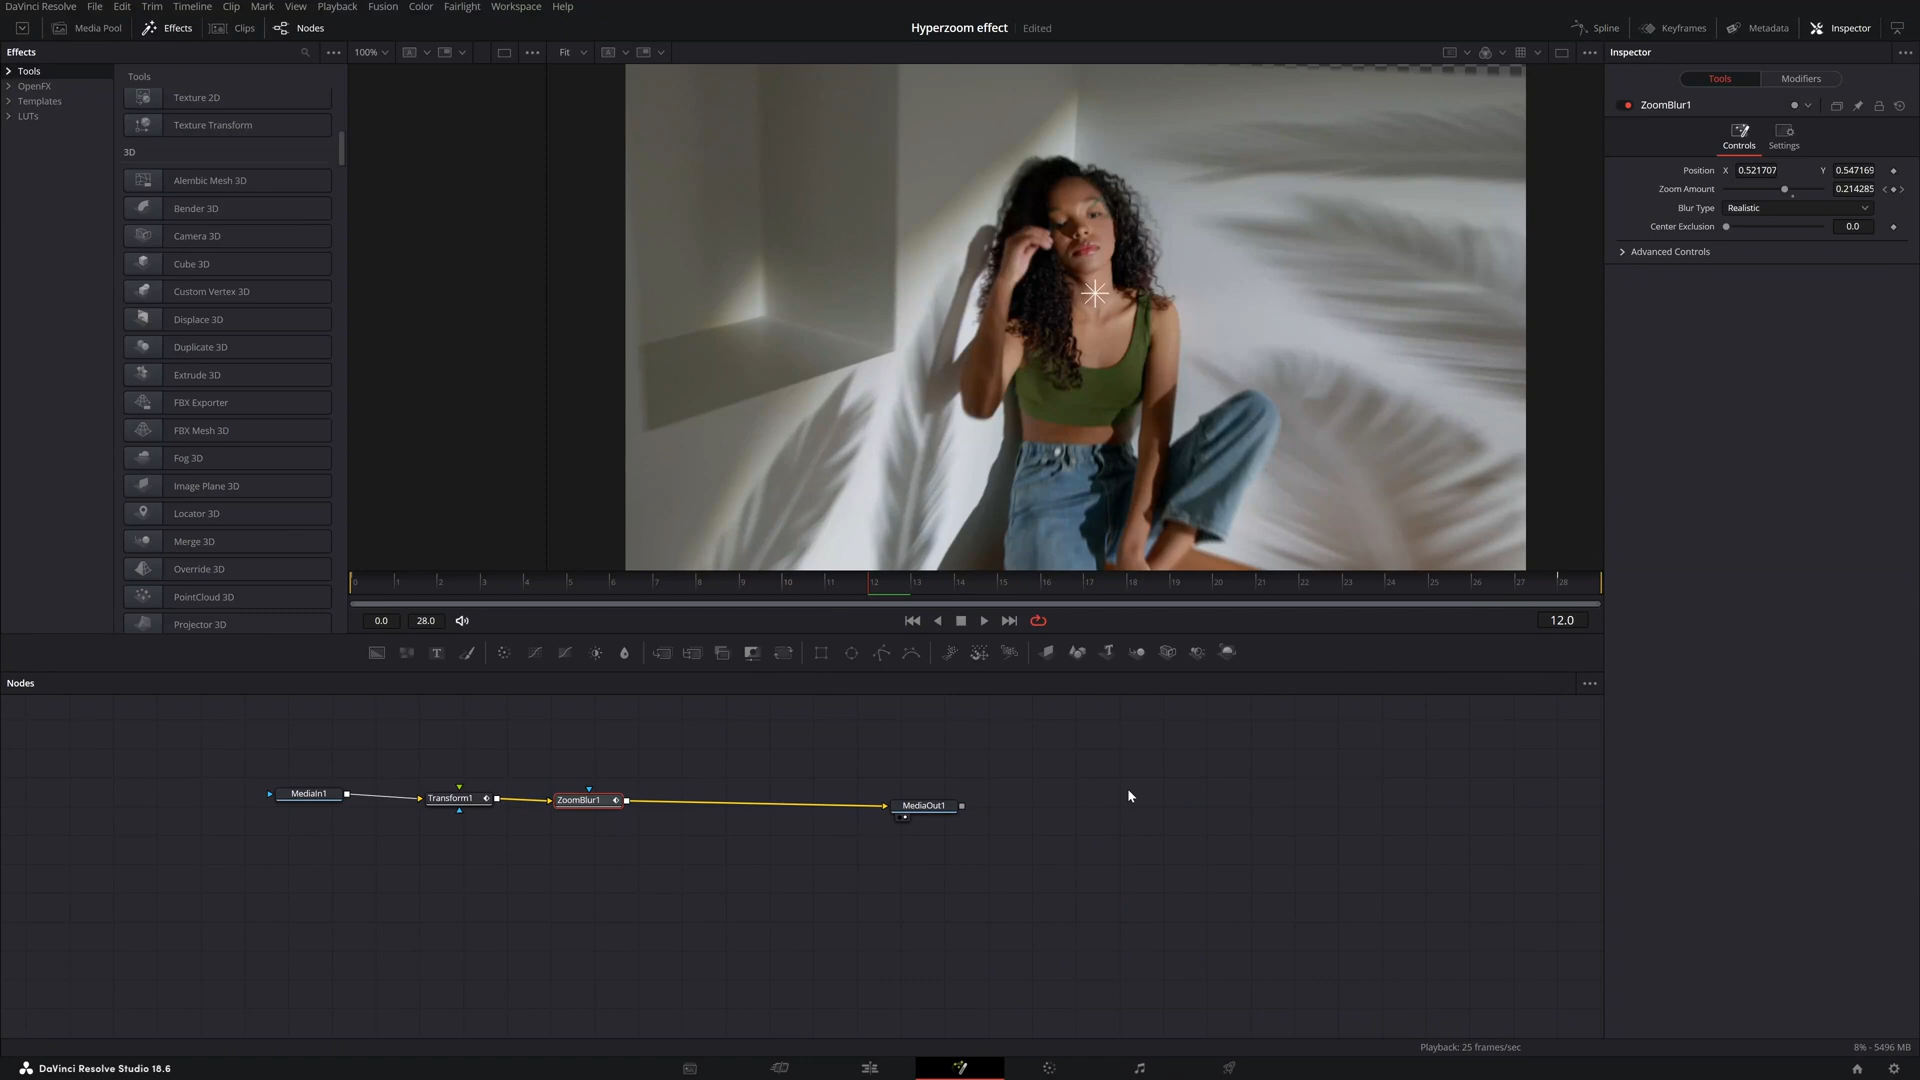 DaVinci Resolve File Edit Trim Timeline Clip Mark View Playback Fusion Color Fairlight Workspace Help
Media Pool Effects Clips Nodes Hyperzoom effect Edited Spline Keyframes Metadata Inspector
Effects 100% Fit Inspector
Tools
OpenFX
Templates
LUTs
Tools
Texture 2D
Texture Transform
3D
Alembic Mesh 3D
Bender 3D
Camera 3D
Cube 3D
Custom Vertex 3D
Displace 3D
Duplicate 3D
Extrude 3D
FBX Exporter
FBX Mesh 3D
Fog 3D
Image Plane 3D
Locator 3D
Merge 3D
Override 3D
PointCloud 3D
Projector 3D
Tools Modifiers
ZoomBlur1
Controls Settings
Position X 0.521707 Y 0.547169
Zoom Amount 0.214285
Blur Type Realistic
Center Exclusion 0.0
Advanced Controls
0 1 2 3 4 5 6 7 8 9 10 11 12 13 14 15 16 17 18 19 20 21 22 23 24 25 26 27 28
0.0 28.0 12.0
Nodes
MediaIn1 Transform1 ZoomBlur1 MediaOut1
Playback: 25 frames/sec 8% - 5496 MB
DaVinci Resolve Studio 18.6